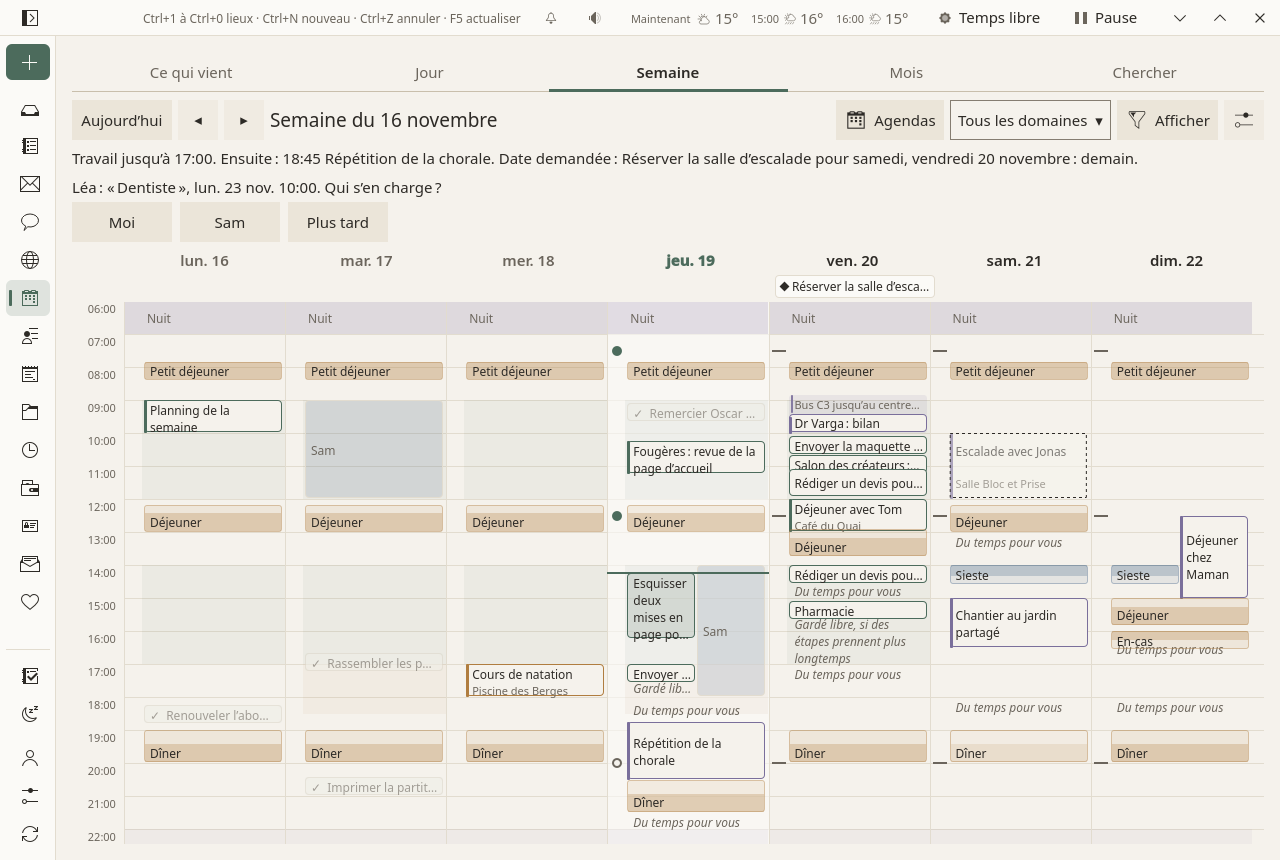 Ctrl+1 à Ctrl+0 lieux · Ctrl+N nouveau · Ctrl+Z annuler · F5 actualiser
Maintenant 15° 15:00 16° 16:00 15°
Temps libre
Pause
Ce qui vient
Jour
Semaine
Mois
Chercher
Aujourd’hui
Semaine du 16 novembre
Agendas
Tous les domaines
Afficher
Travail jusqu’à 17:00. Ensuite : 18:45 Répétition de la chorale. Date demandée : Réserver la salle d’escalade pour samedi, vendredi 20 novembre : demain.
Léa : « Dentiste », lun. 23 nov. 10:00. Qui s’en charge ?
Moi
Sam
Plus tard
lun. 16
mar. 17
mer. 18
jeu. 19
ven. 20
sam. 21
dim. 22
Réserver la salle d’esca…
06:00
07:00
08:00
09:00
10:00
11:00
12:00
13:00
14:00
15:00
16:00
17:00
18:00
19:00
20:00
21:00
22:00
Nuit
Petit déjeuner
Planning de la
semaine
Déjeuner
✓ Renouveler l’abo…
Dîner
Nuit
Petit déjeuner
Sam
Déjeuner
✓ Rassembler les p…
Dîner
✓ Imprimer la partit…
Nuit
Petit déjeuner
Déjeuner
Cours de natation
Piscine des Berges
Dîner
Nuit
Petit déjeuner
✓ Remercier Oscar …
Fougères : revue de la
page d’accueil
Déjeuner
Esquisser
deux
mises en
page po…
Sam
Envoyer …
Gardé lib…
Du temps pour vous
Répétition de la
chorale
Dîner
Du temps pour vous
Nuit
Petit déjeuner
Bus C3 jusqu’au centre…
Dr Varga : bilan
Envoyer la maquette …
Salon des créateurs :…
Rédiger un devis pou…
Déjeuner avec Tom
Café du Quai
Déjeuner
Rédiger un devis pou…
Du temps pour vous
Pharmacie
Gardé libre, si des
étapes prennent plus
longtemps
Du temps pour vous
Dîner
Nuit
Petit déjeuner
Escalade avec Jonas
Salle Bloc et Prise
Déjeuner
Du temps pour vous
Sieste
Chantier au jardin
partagé
Du temps pour vous
Dîner
Nuit
Petit déjeuner
Déjeuner
chez
Maman
Sieste
Déjeuner
En-cas
Du temps pour vous
Du temps pour vous
Dîner